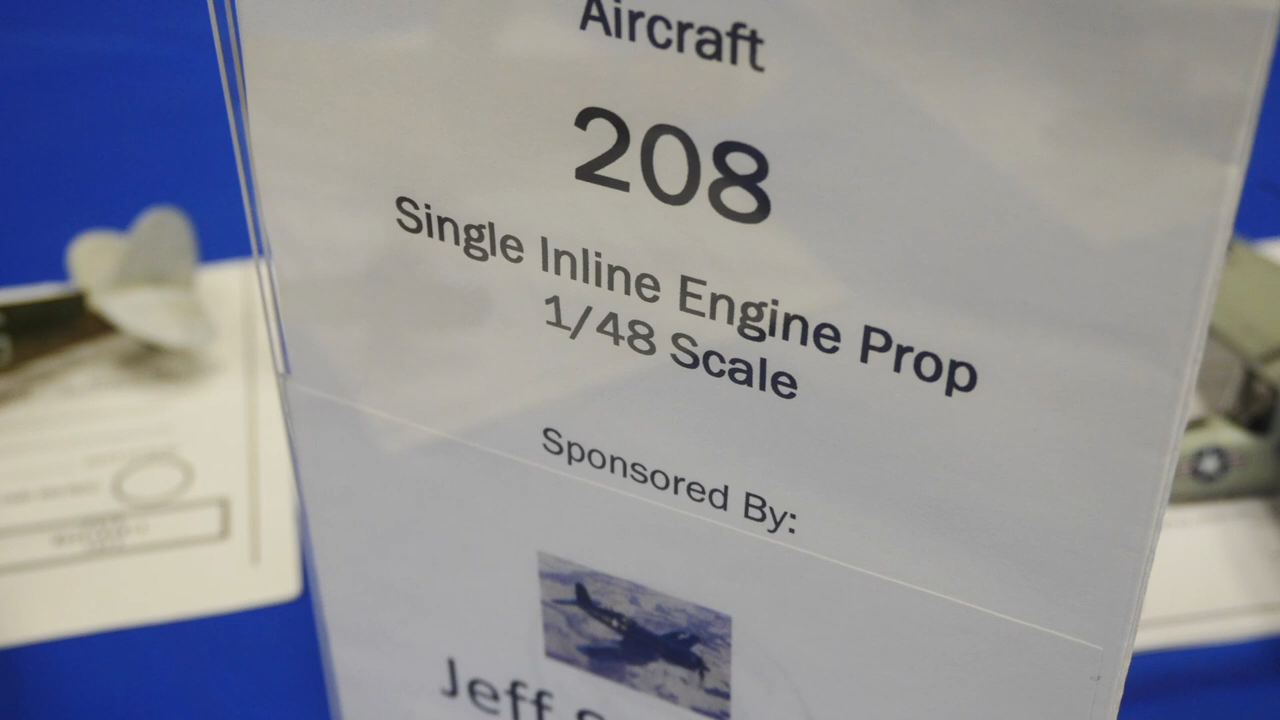 Aircraft
208
Single Inline Engine Prop
1/48 Scale
Sponsored By:
Jeff